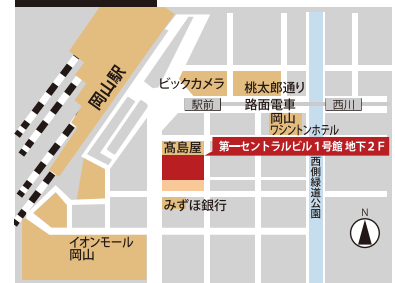 岡山駅
ビックカメラ
桃太郎通り
駅前
路面電車
西川
岡山
ワシントンホテル
髙島屋
第一セントラルビル1号館 地下2F
西側緑道公園
みずほ銀行
N
イオンモール
岡山